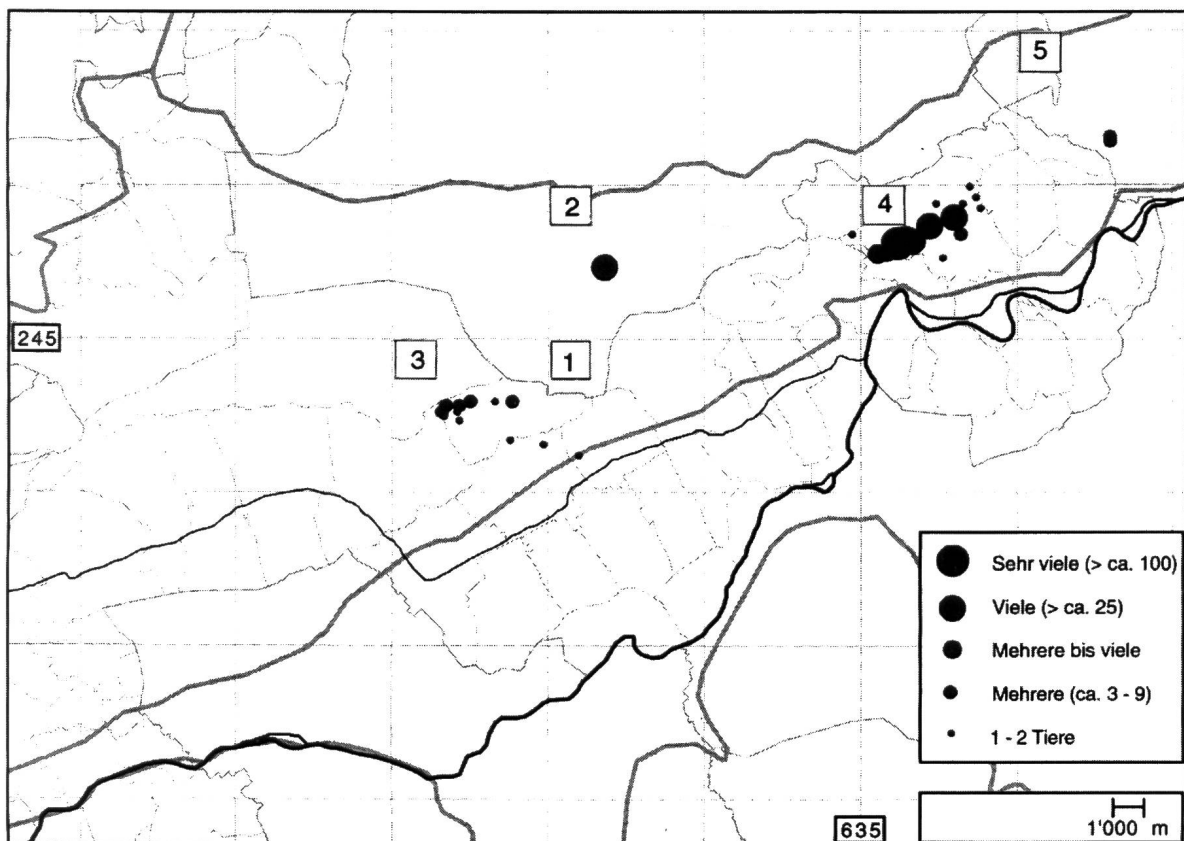 5
2
4
245
3
1
Sehr viele (> ca. 100)
Viele (> ca. 25)
Mehrere bis viele
Mehrere (ca. 3 - 9)
1 - 2 Tiere
635
1'000 m